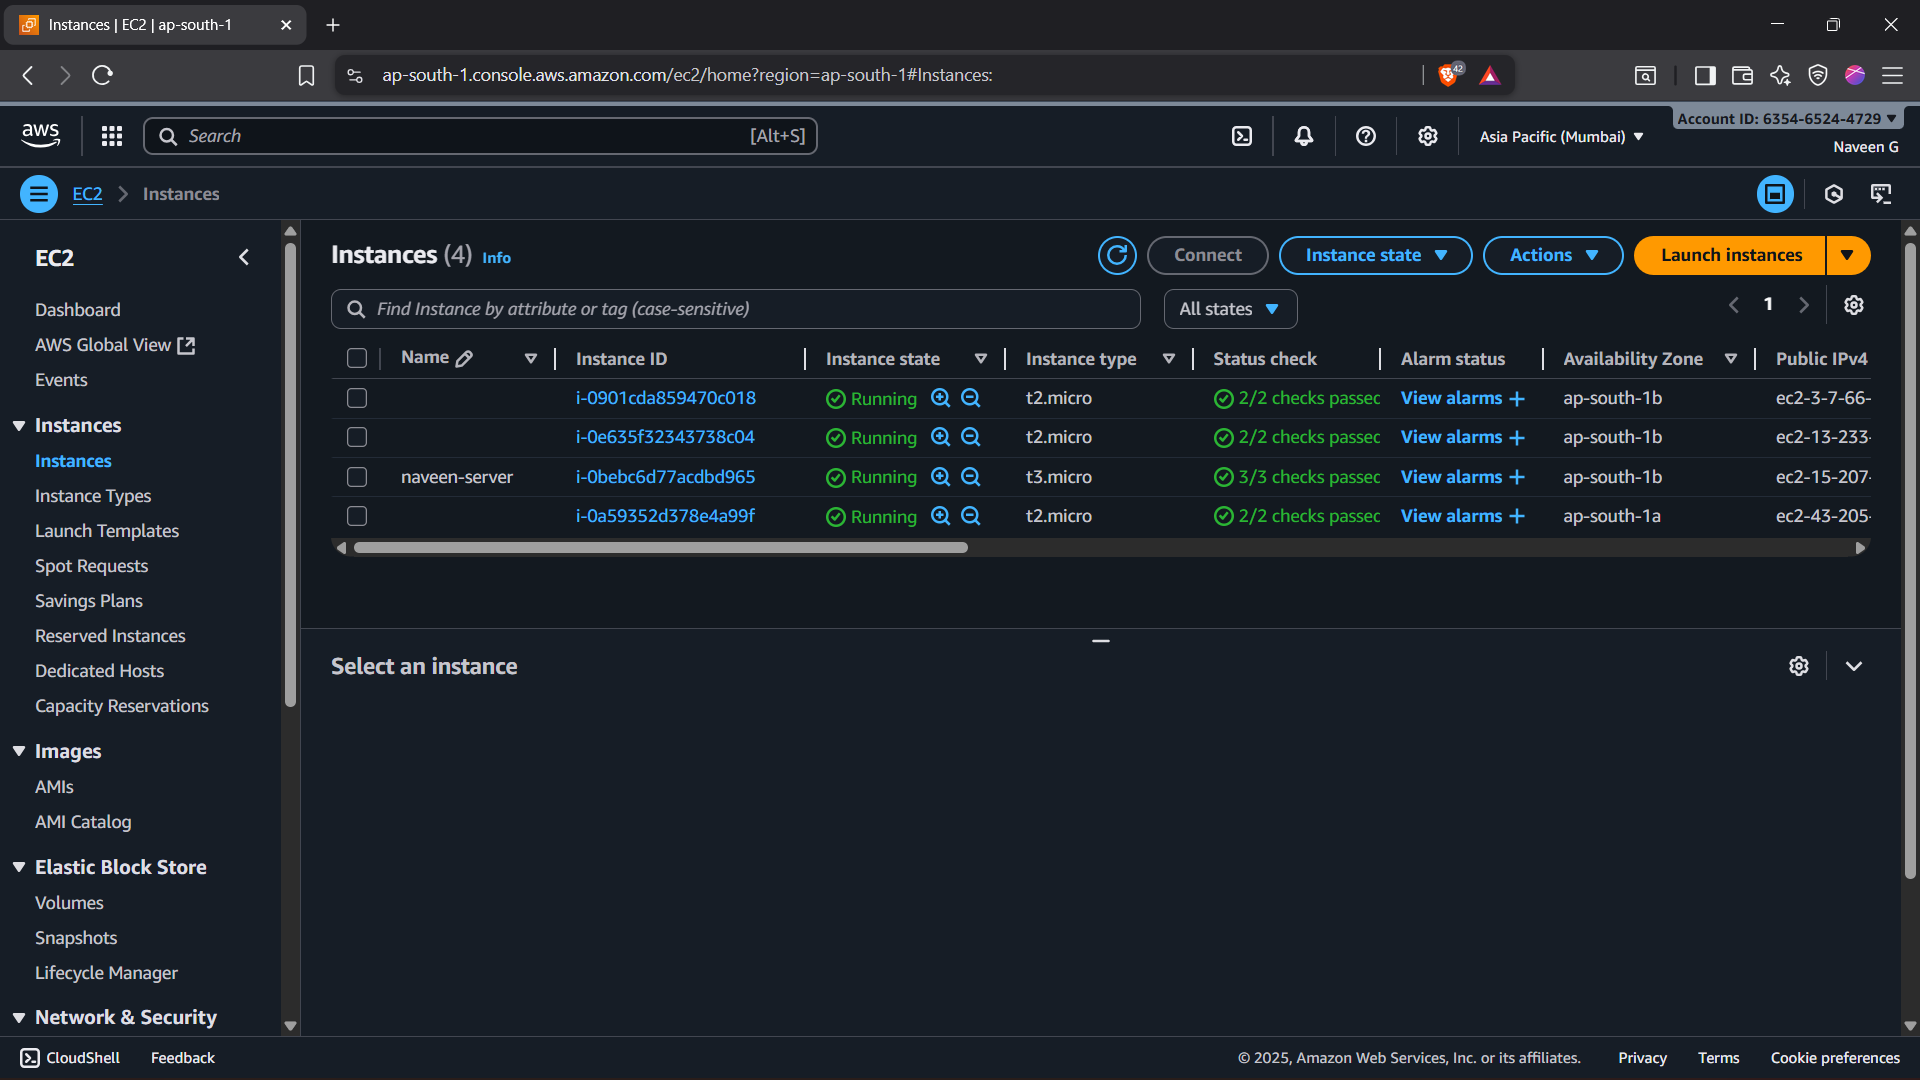 Instances | EC2 | ap-south-1
ap-south-1.console.aws.amazon.com/ec2/home?region=ap-south-1#Instances:
42
aws
Search
[Alt+S]
Asia Pacific (Mumbai)
Account ID: 6354-6524-4729
Naveen G
EC2 > Instances
EC2
Dashboard
AWS Global View
Events
Instances
Instances
Instance Types
Launch Templates
Spot Requests
Savings Plans
Reserved Instances
Dedicated Hosts
Capacity Reservations
Images
AMIs
AMI Catalog
Elastic Block Store
Volumes
Snapshots
Lifecycle Manager
Network & Security
Instances (4) Info
Connect
Instance state
Actions
Launch instances
Find Instance by attribute or tag (case-sensitive)
All states
1
Name Instance ID Instance state Instance type Status check Alarm status Availability Zone Public IPv4
i-0901cda859470c018 Running t2.micro 2/2 checks passec View alarms + ap-south-1b ec2-3-7-66-
i-0e635f32343738c04 Running t2.micro 2/2 checks passec View alarms + ap-south-1b ec2-13-233-
naveen-server i-0bebc6d77acdbd965 Running t3.micro 3/3 checks passec View alarms + ap-south-1b ec2-15-207-
i-0a59352d378e4a99f Running t2.micro 2/2 checks passec View alarms + ap-south-1a ec2-43-205-
Select an instance
CloudShell
Feedback
© 2025, Amazon Web Services, Inc. or its affiliates.
Privacy
Terms
Cookie preferences